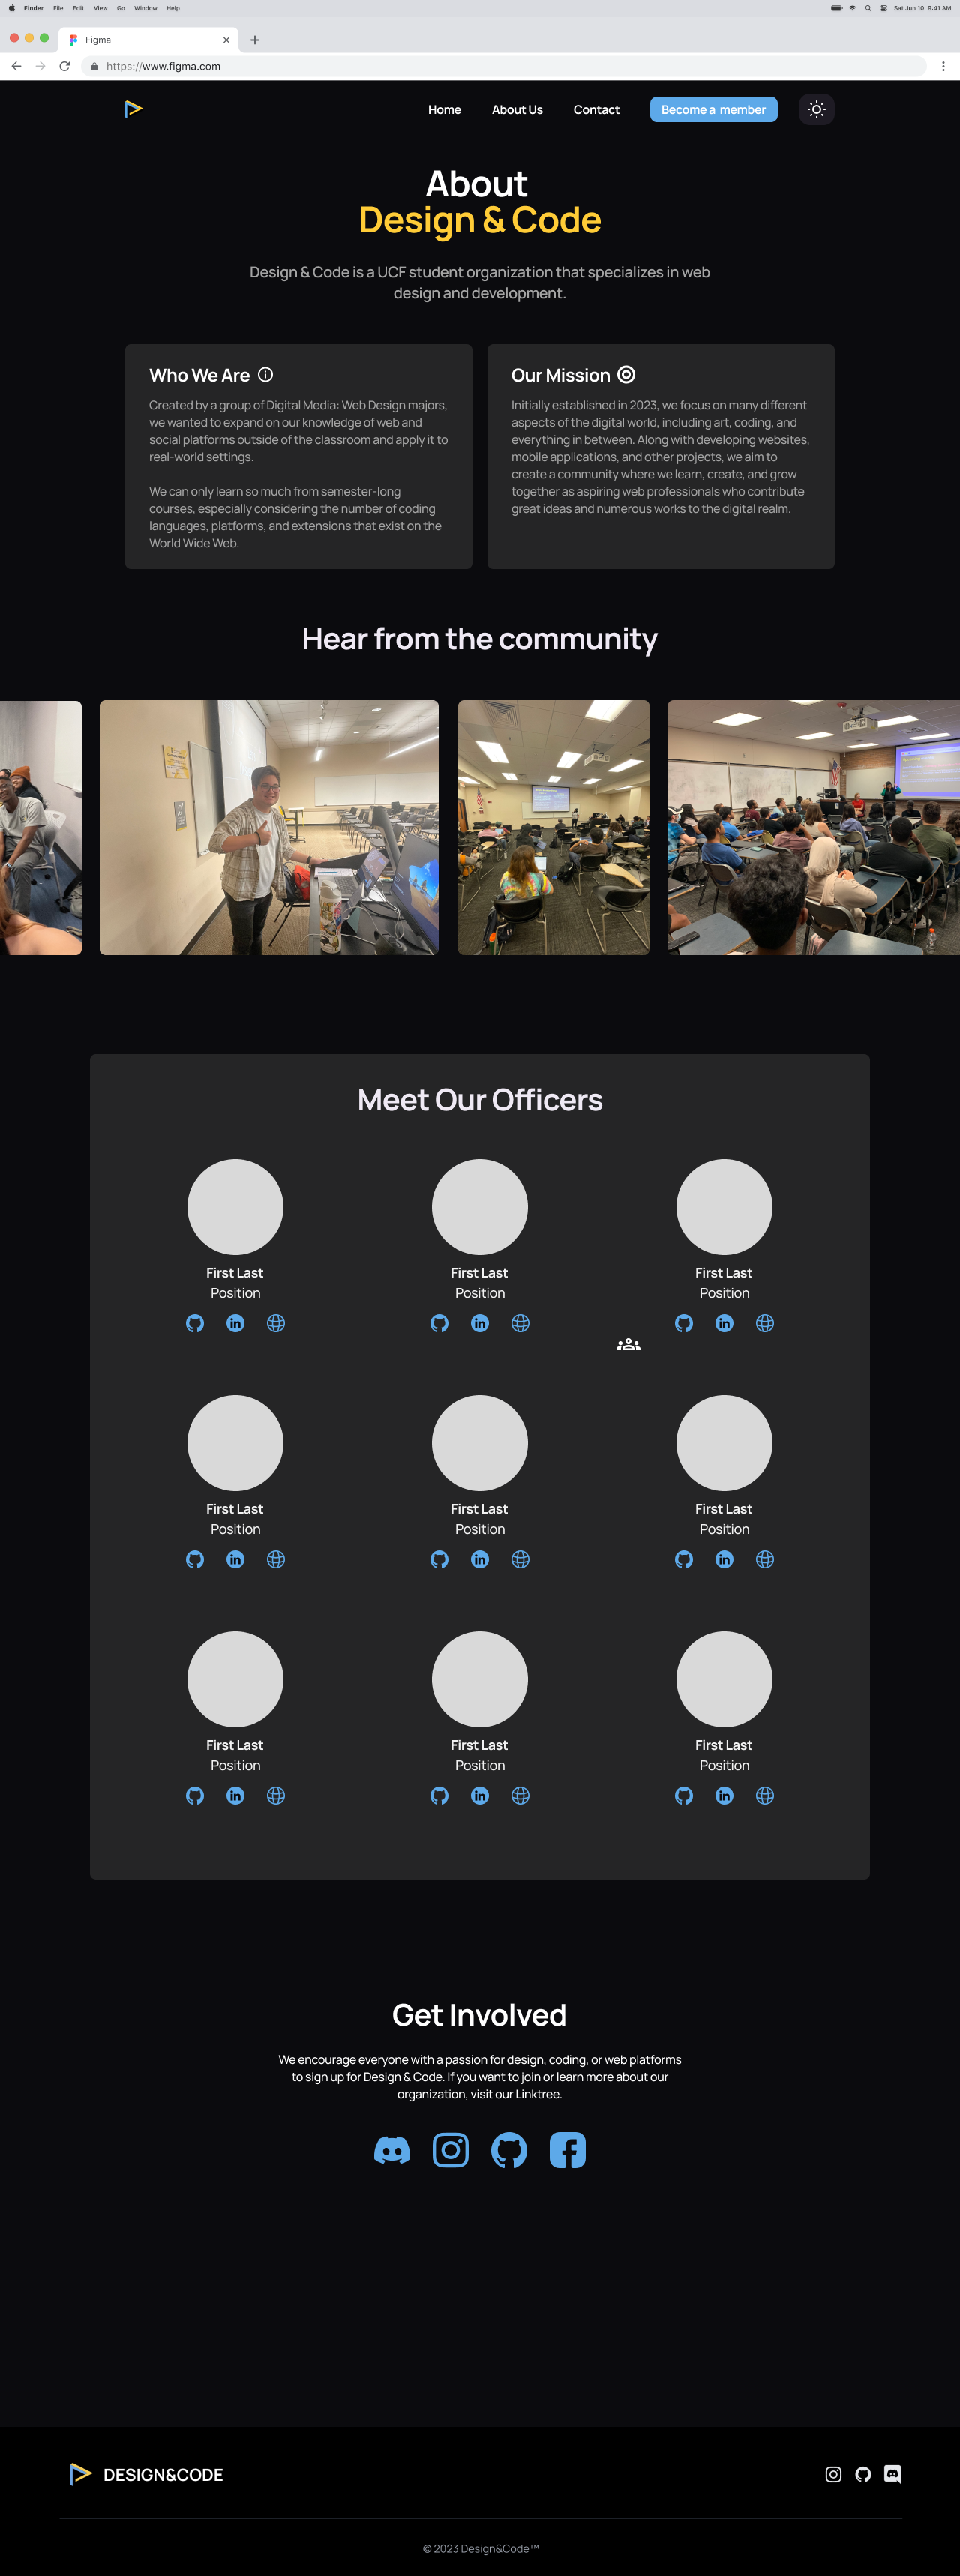 Finder File Edit View Go Window Help
Sat Jun 10 9:41 AM
Figma
https://www.figma.com
Home About Us Contact Become a member
About
Design & Code
Design & Code is a UCF student organization that specializes in web
design and development.
Who We Are
Created by a group of Digital Media: Web Design majors,
we wanted to expand on our knowledge of web and
social platforms outside of the classroom and apply it to
real-world settings.
We can only learn so much from semester-long
courses, especially considering the number of coding
languages, platforms, and extensions that exist on the
World Wide Web.
Our Mission
Initially established in 2023, we focus on many different
aspects of the digital world, including art, coding, and
everything in between. Along with developing websites,
mobile applications, and other projects, we aim to
create a community where we learn, create, and grow
together as aspiring web professionals who contribute
great ideas and numerous works to the digital realm.
Hear from the community
Meet Our Officers
First Last First Last First Last
Position Position Position
First Last First Last First Last
Position Position Position
First Last First Last First Last
Position Position Position
Get Involved
We encourage everyone with a passion for design, coding, or web platforms
to sign up for Design & Code. If you want to join or learn more about our
organization, visit our Linktree.
DESIGN&CODE
© 2023 Design&Code™